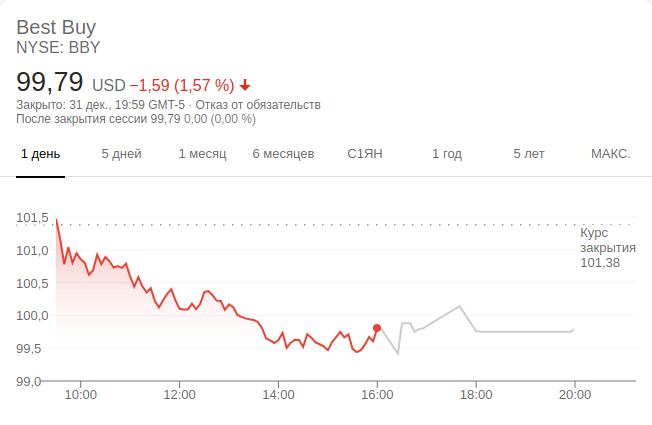 Best Buy
NYSE: BBY
99,79 USD −1,59 (1,57 %)
Закрыто: 31 дек., 19:59 GMT-5 · Отказ от обязательств
После закрытия сессии 99,79 0,00 (0,00 %)
1 день 5 дней 1 месяц 6 месяцев С1ЯН 1 год 5 лет МАКС.
101,5
Курс
закрытия
101,38
101,0
100,5
100,0
99,5
99,0
10:00 12:00 14:00 16:00 18:00 20:00